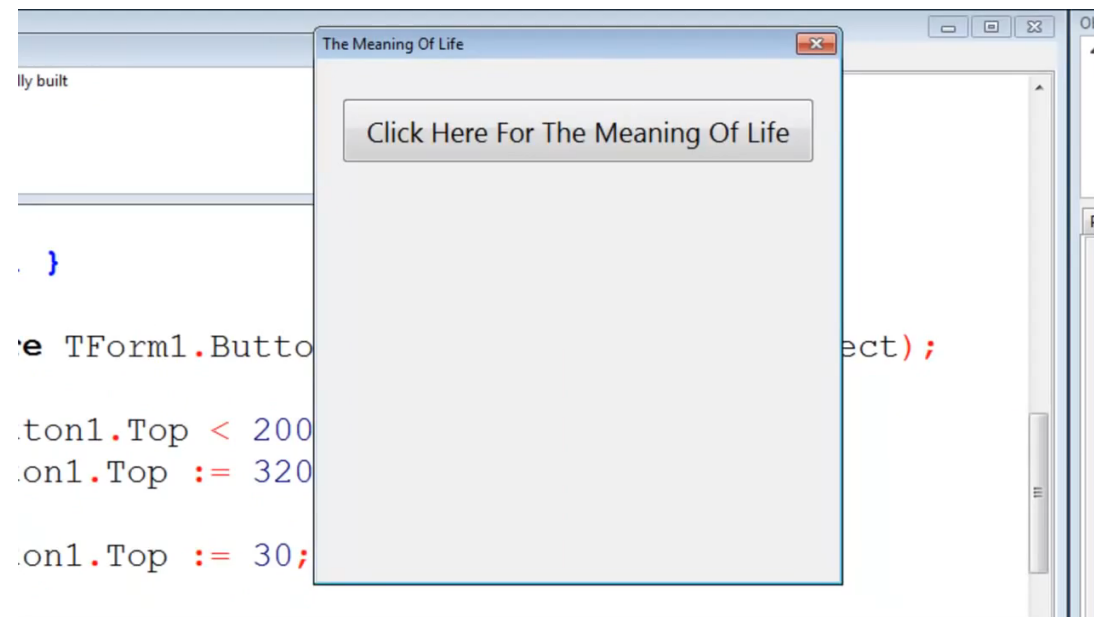 The Meaning Of Life
lly built
Click Here For The Meaning Of Life
}
e TForm1.Butto
ect);
ton1.Top < 200
on1.Top := 320
on1.Top := 30;